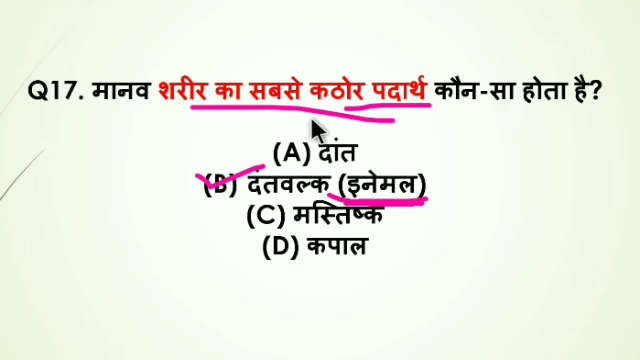 Q17. मानव शरीर का सबसे कठोर पदार्थ कौन-सा होता है?
(A) दांत
(B) दंतवल्क (इनेमल)
(C) मस्तिष्क
(D) कपाल